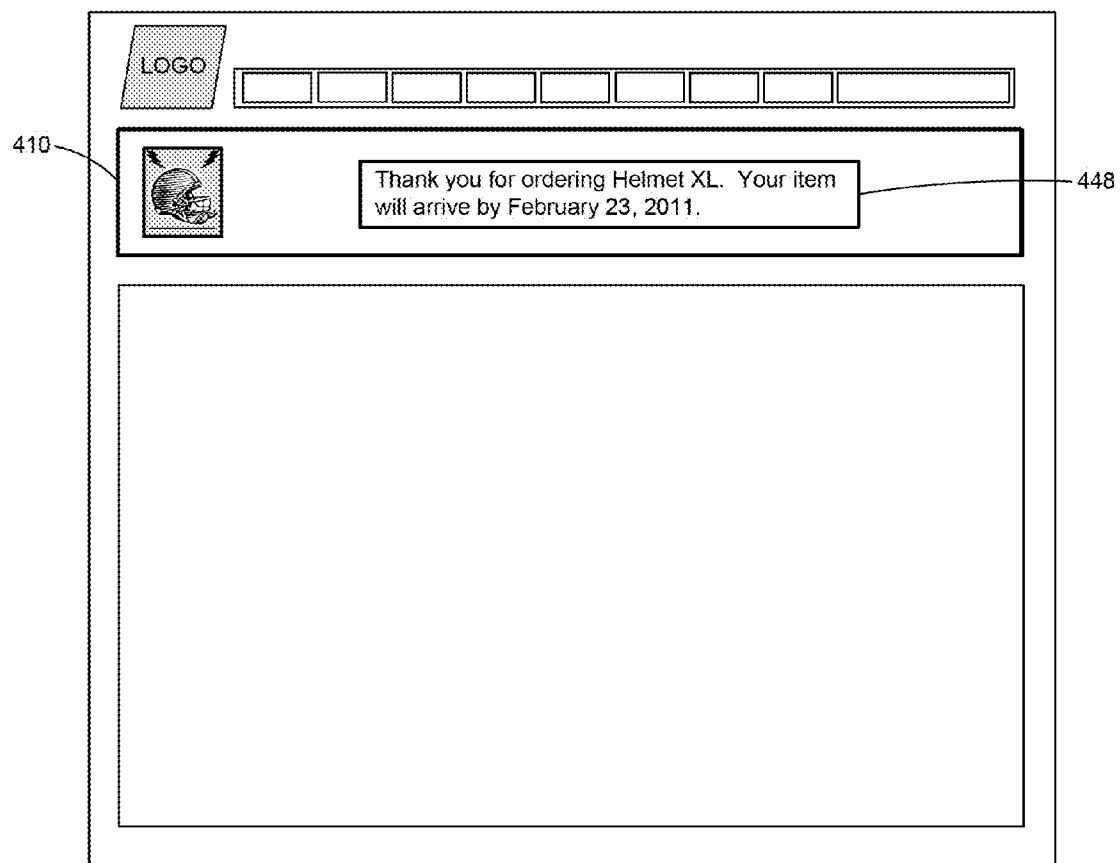 LOGO
410
Thank you for ordering Helmet XL. Your item
will arrive by February 23, 2011.
448